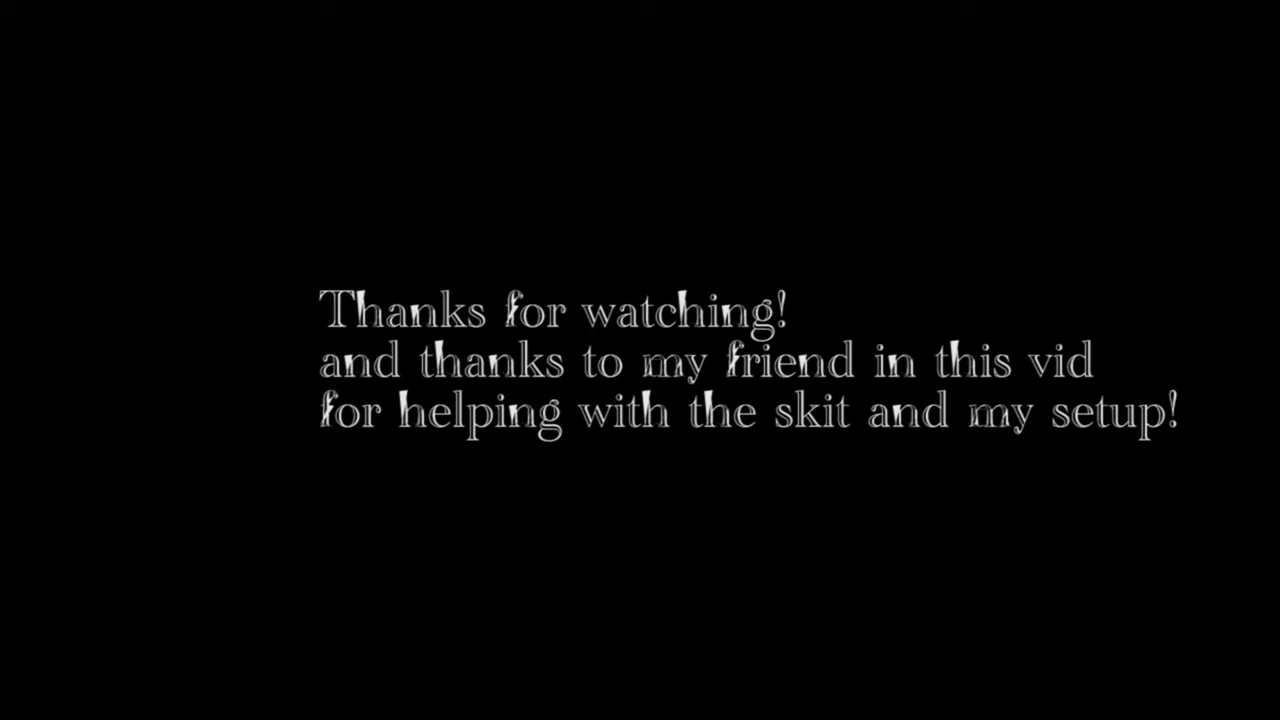 Thanks for watching!
and thanks to my friend in this vid
for helping with the skit and my setup!